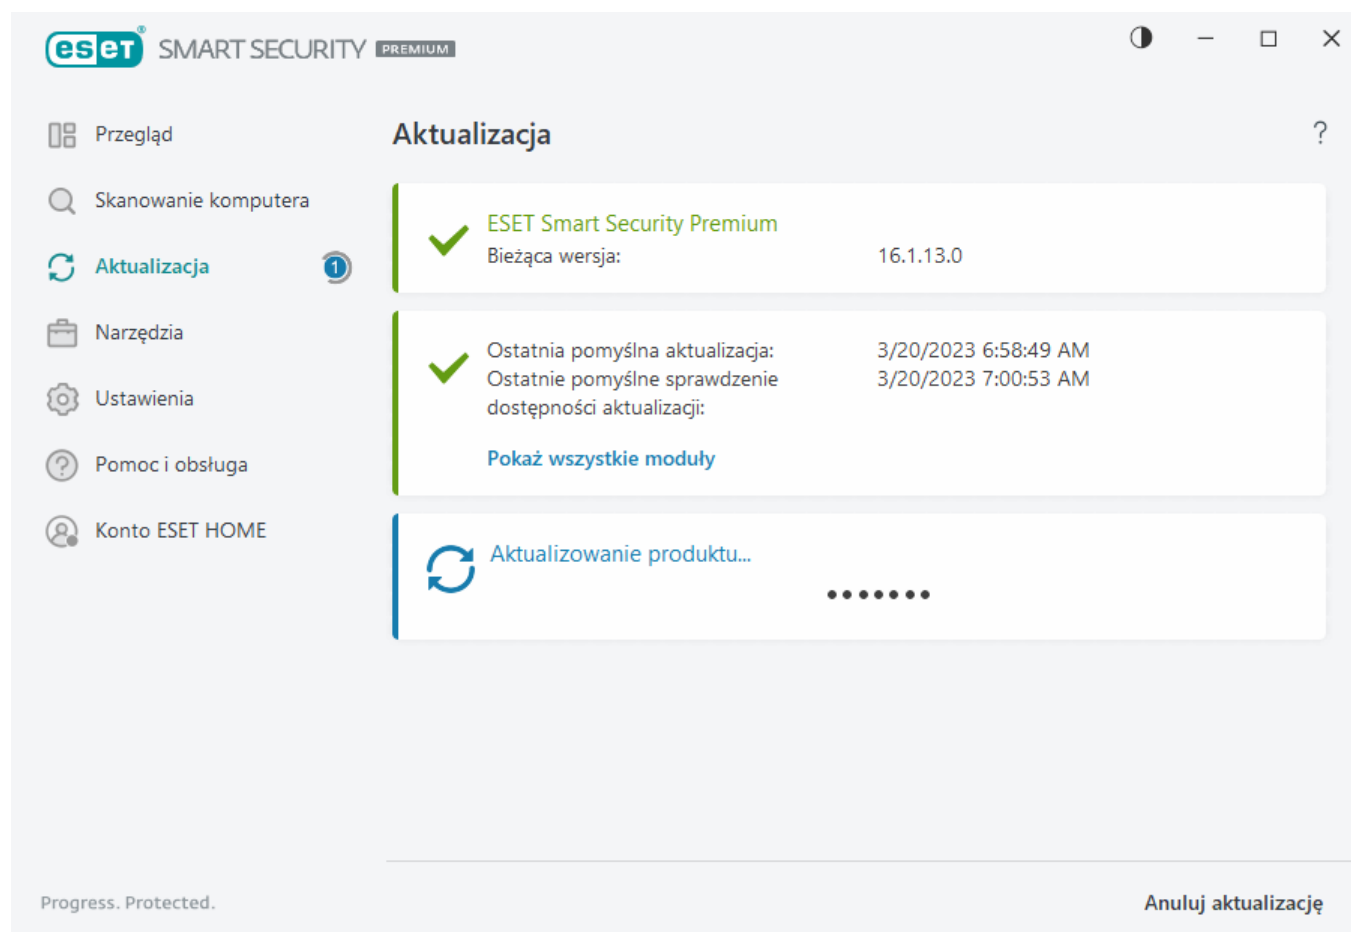 eset® SMART SECURITY PREMIUM
Przegląd
Skanowanie komputera
Aktualizacja 1
Narzędzia
Ustawienia
Pomoc i obsługa
Konto ESET HOME
Aktualizacja ?
ESET Smart Security Premium
Bieżąca wersja: 16.1.13.0
Ostatnia pomyślna aktualizacja: 3/20/2023 6:58:49 AM
Ostatnie pomyślne sprawdzenie 3/20/2023 7:00:53 AM
dostępności aktualizacji:
Pokaż wszystkie moduły
Aktualizowanie produktu...
Progress. Protected.
Anuluj aktualizację